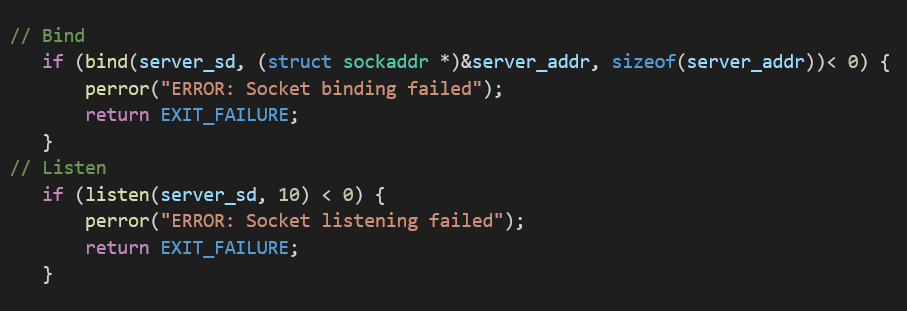 // Bind
if (bind(server_sd, (struct sockaddr *)&server_addr, sizeof(server_addr))< 0) {
perror("ERROR: Socket binding failed");
return EXIT_FAILURE;
}
// Listen
if (listen(server_sd, 10) < 0) {
perror("ERROR: Socket listening failed");
return EXIT_FAILURE;
}